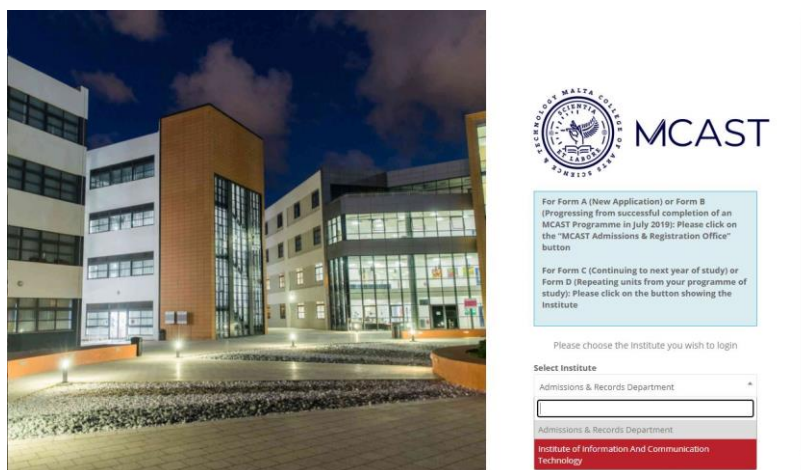 MALTA COLLEGE OF ARTS SCIENCE & TECHNOLOGY
SCIENTIA
ET LABORE
MCAST
For Form A (New Application) or Form B
(Progressing from successful completion of an
MCAST Programme in July 2019): Please click on
the "MCAST Admissions & Registration Office"
button
For Form C (Continuing to next year of study) or
Form D (Repeating units from your programme of
study): Please click on the button showing the
Institute
Please choose the Institute you wish to login
Select Institute
Admissions & Records Department
Admissions & Records Department
Institute of Information And Communication
Technology